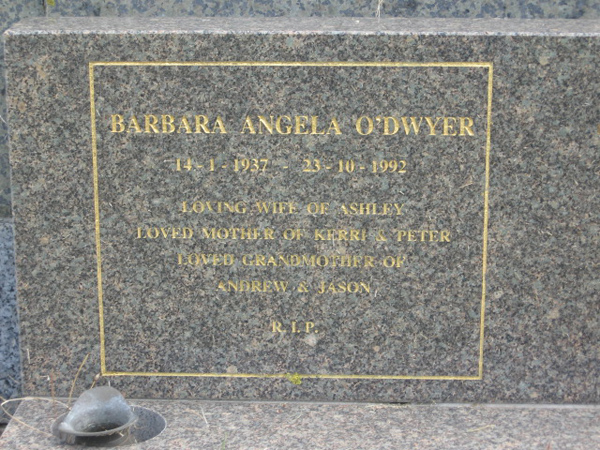 BARBARA ANGELA O'DWYER
14-1-1937 - 23-10-1992
LOVING WIFE OF ASHLEY
LOVED MOTHER OF KERRI & PETER
LOVED GRANDMOTHER OF
ANDREW & JASON
R.I.P.